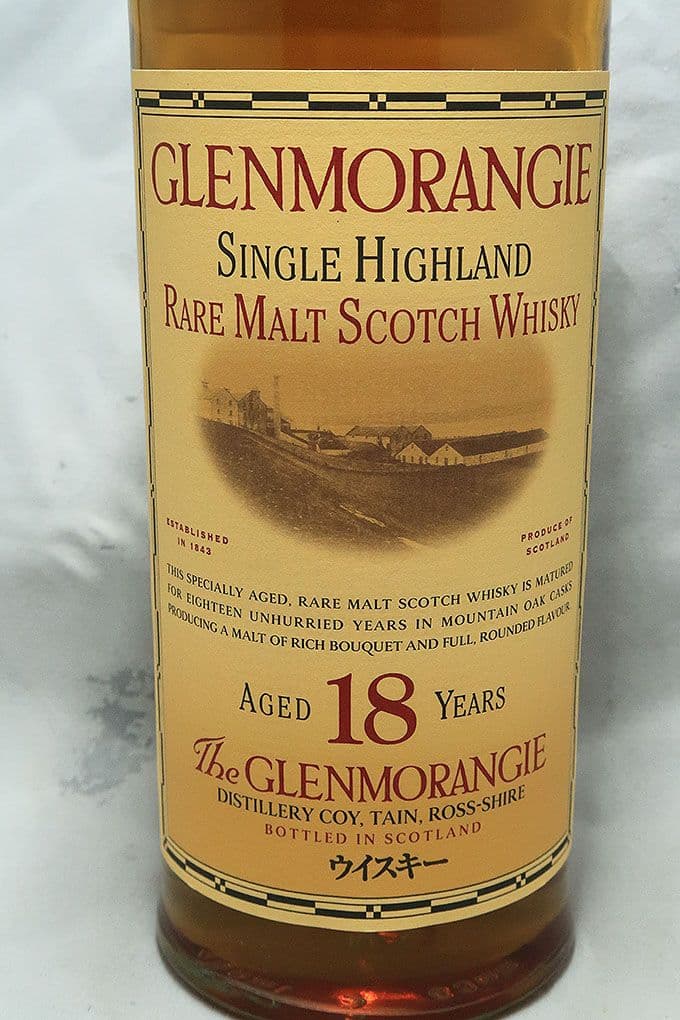 GLENMORANGIE
SINGLE HIGHLAND
RARE MALT SCOTCH WHISKY
ESTABLISHED
IN 1843
PRODUCE OF
SCOTLAND
THIS SPECIALLY AGED, RARE MALT SCOTCH WHISKY IS MATURED
FOR EIGHTEEN UNHURRIED YEARS IN MOUNTAIN OAK CASKS
PRODUCING A MALT OF RICH BOUQUET AND FULL, ROUNDED FLAVOUR.
AGED 18 YEARS
The GLENMORANGIE
DISTILLERY COY, TAIN, ROSS-SHIRE
BOTTLED IN SCOTLAND
ウイスキー